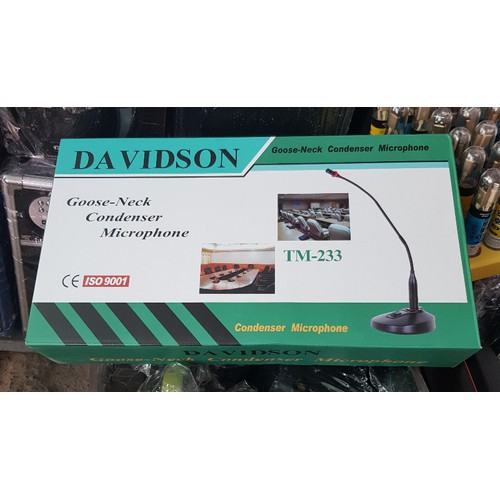 DAVIDSON
Goose-Neck Condenser Microphone
Goose-Neck
Condenser
Microphone
TM-233
CE ISO 9001
Condenser Microphone
DAVIDSON
Goose-Neck Condenser Microphone